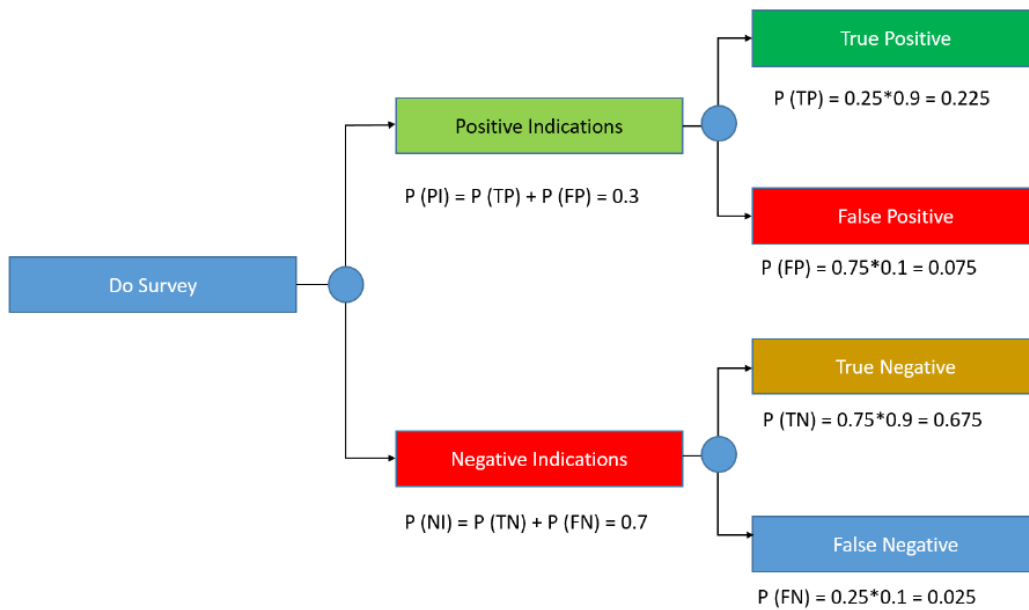 True Positive
P (TP) = 0.25*0.9 = 0.225
Positive Indications
P (PI) = P (TP) + P (FP) = 0.3
False Positive
P (FP) = 0.75*0.1 = 0.075
Do Survey
True Negative
P (TN) = 0.75*0.9 = 0.675
Negative Indications
P (NI) = P (TN) + P (FN) = 0.7
False Negative
P (FN) = 0.25*0.1 = 0.025